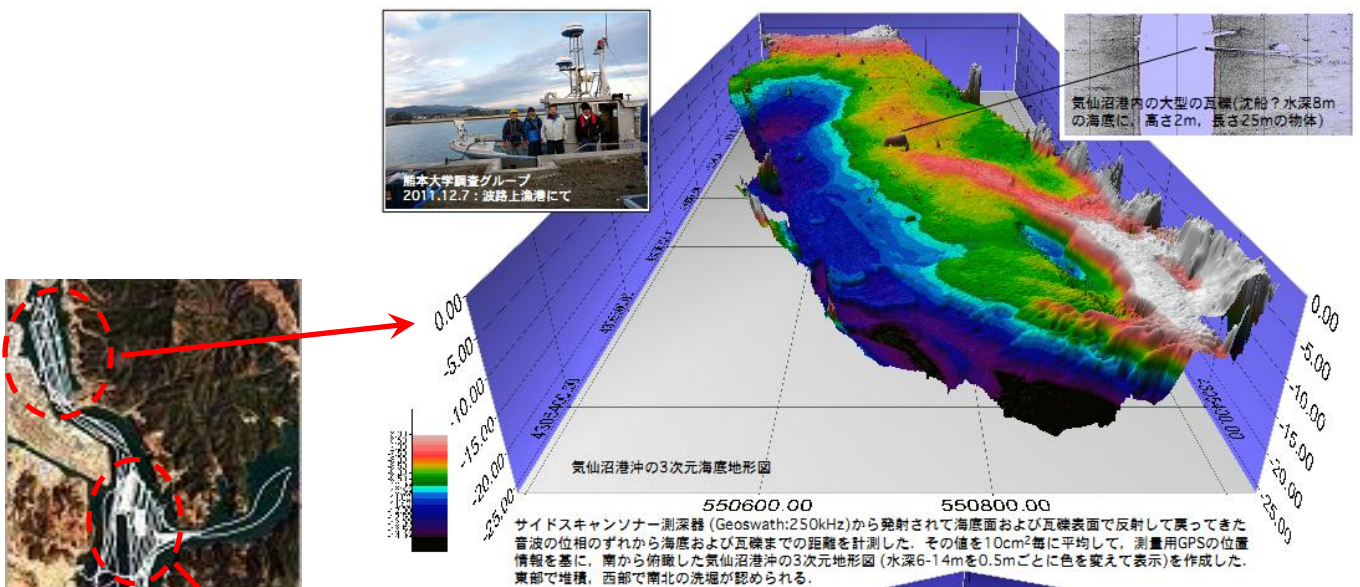 熊本大学調査グループ
2011.12.7：波路上漁港にて
気仙沼港内の大型の瓦礫(沈船？水深8m
の海底に，高さ2m，長さ25mの物体)
0.00
-5.00
-10.00
-15.00
-20.00
-25.00
0.00
-5.00
-10.00
-15.00
-20.00
-25.00
気仙沼港沖の3次元海底地形図
550600.00
550800.00
サイドスキャンソナー測深器 (Geoswath:250kHz)から発射されて海底面および瓦礫表面で反射して戻ってきた
音波の位相のずれから海底および瓦礫までの距離を計測した．その値を10cm²毎に平均して，測量用GPSの位置
情報を基に，南から俯瞰した気仙沼港沖の3次元地形図 (水深6-14mを0.5mごとに色を変えて表示)を作成した．
東部で堆積，西部で南北の洗堀が認められる．